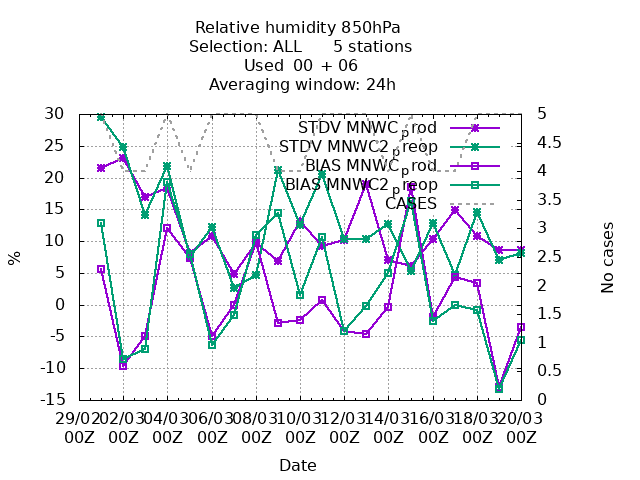 Relative humidity 850hPa
Selection: ALL 5 stations
Used 00 + 06
Averaging window: 24h
30 5
STDV MNWC_prod
25 4.5
STDV MNWC2_preop
20 4
BIAS MNWC_prod
BIAS MNWC2_preop
15 3.5
CASES
10 3
5 2.5
0 2
-5 1.5
-10 1
-15 0.5
0
%
No cases
29/02 02/03 04/03 06/03 08/03 10/03 12/03 14/03 16/03 18/03 20/03
00Z 00Z 00Z 00Z 00Z 00Z 00Z 00Z 00Z 00Z 00Z
Date